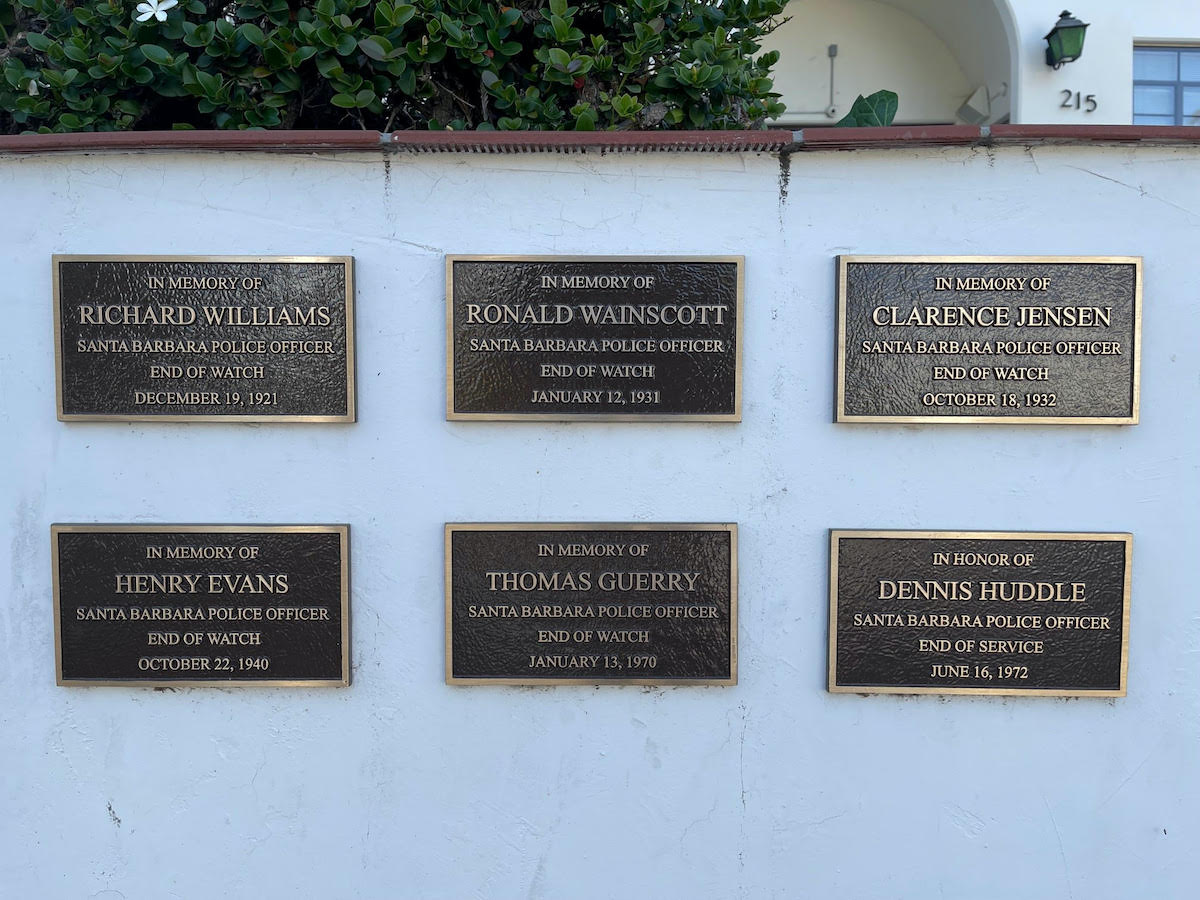 215
IN MEMORY OF
RICHARD WILLIAMS
SANTA BARBARA POLICE OFFICER
END OF WATCH
DECEMBER 19, 1921
IN MEMORY OF
RONALD WAINSCOTT
SANTA BARBARA POLICE OFFICER
END OF WATCH
JANUARY 12, 1931
IN MEMORY OF
CLARENCE JENSEN
SANTA BARBARA POLICE OFFICER
END OF WATCH
OCTOBER 18, 1932
IN MEMORY OF
HENRY EVANS
SANTA BARBARA POLICE OFFICER
END OF WATCH
OCTOBER 22, 1940
IN MEMORY OF
THOMAS GUERRY
SANTA BARBARA POLICE OFFICER
END OF WATCH
JANUARY 13, 1970
IN HONOR OF
DENNIS HUDDLE
SANTA BARBARA POLICE OFFICER
END OF SERVICE
JUNE 16, 1972